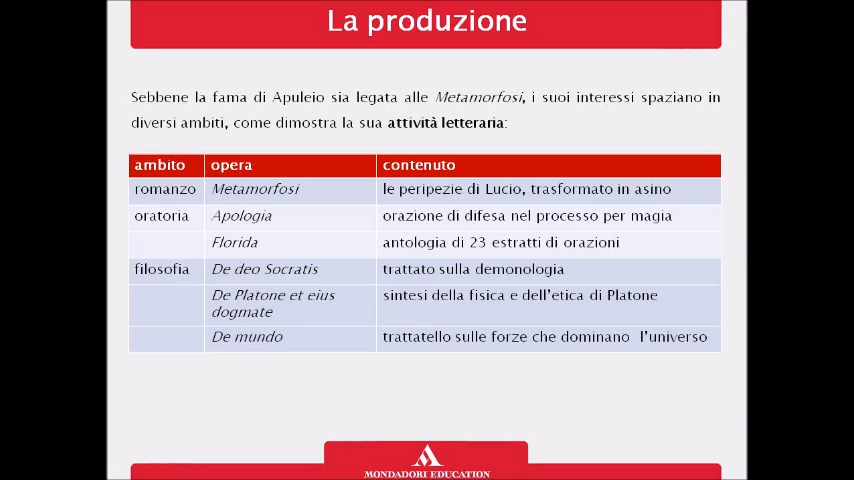 La produzione
Sebbene la fama di Apuleio sia legata alle Metamorfosi, i suoi interessi spaziano in
diversi ambiti, come dimostra la sua attività letteraria:
ambito opera contenuto
romanzo Metamorfosi le peripezie di Lucio, trasformato in asino
oratoria Apologia orazione di difesa nel processo per magia
Florida antologia di 23 estratti di orazioni
filosofia De deo Socratis trattato sulla demonologia
De Platone et eius sintesi della fisica e dell'etica di Platone
dogmate
De mundo trattatello sulle forze che dominano l'universo
MONDADORI EDUCATION